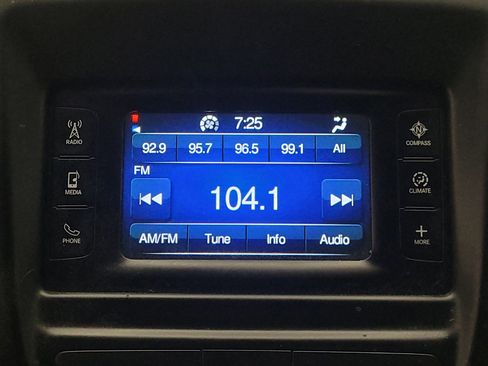 7:25
92.9 95.7 96.5 99.1 All
FM
104.1
AM/FM Tune Info Audio
RADIO
MEDIA
PHONE
N
COMPASS
CLIMATE
MORE